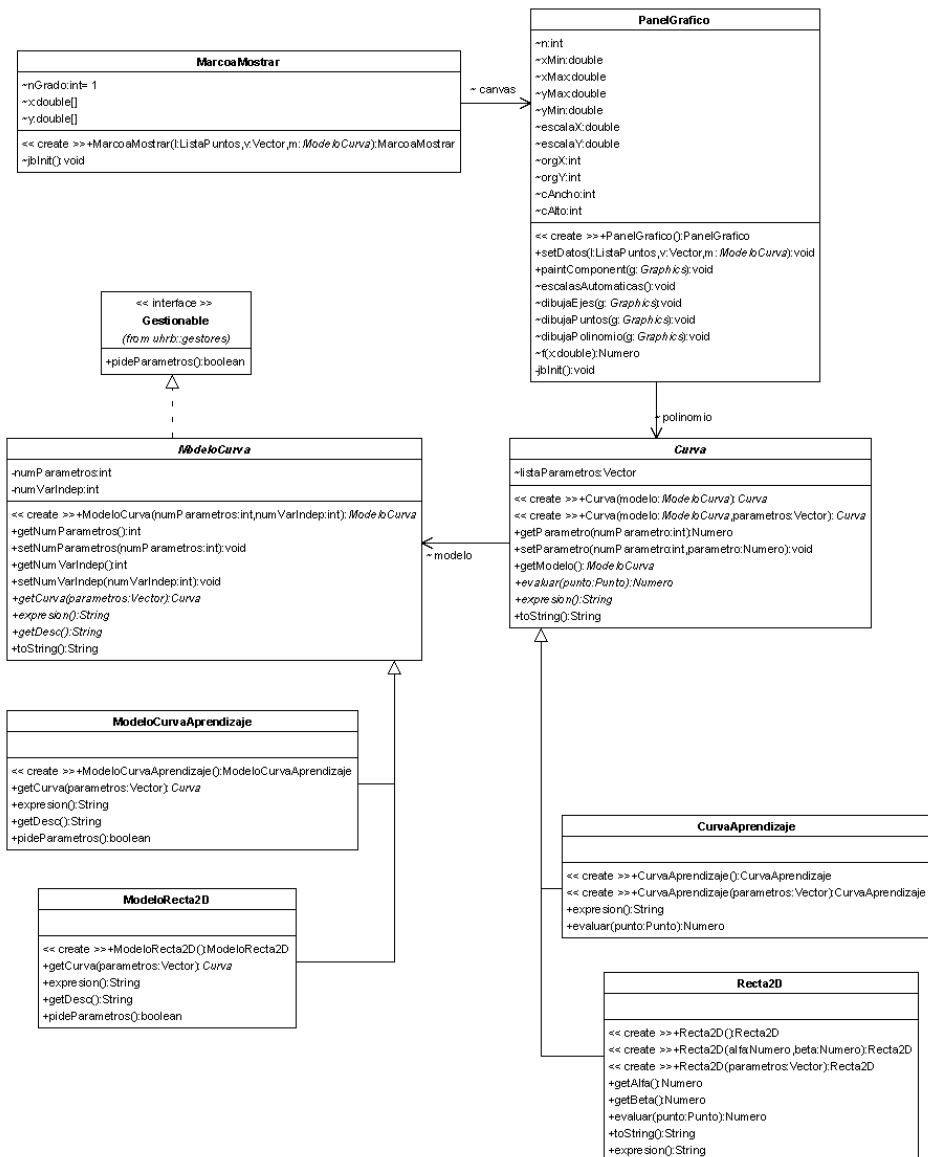 MarcoaMostrar
~nGrado:int= 1
~x:double[]
~y:double[]
<< create >>+MarcoaMostrar(l:ListaPuntos,v:Vector,m: ModeloCurva):MarcoaMostrar
~jbInit():void
~ canvas
PanelGrafico
~n:int
~xMin:double
~xMax:double
~yMax:double
~yMin:double
~escalaX:double
~escalaY:double
~orgX:int
~orgY:int
~cAncho:int
~cAlto:int
<< create >>+PanelGrafico():PanelGrafico
+setDatos(l:ListaPuntos,v:Vector,m: ModeloCurva):void
+paintComponent(g: Graphics):void
~escalasAutomaticas():void
~dibujaEjes(g: Graphics):void
~dibujaPuntos(g: Graphics):void
~dibujaPolinomio(g: Graphics):void
~f(x:double):Numero
-jbInit():void
<< interface >>
Gestionable
(from uhrb::gestores)
+pideParametros():boolean
~ polinomio
ModeloCurva
-numParametros:int
-numVarIndep:int
<< create >>+ModeloCurva(numParametros:int,numVarIndep:int): ModeloCurva
+getNumParametros():int
+setNumParametros(numParametros:int):void
+getNumVarIndep():int
+setNumVarIndep(numVarIndep:int):void
+getCurva(parametros:Vector):Curva
+expresion():String
+getDesc():String
+toString():String
~ modelo
Curva
~listaParametros:Vector
<< create >>+Curva(modelo: ModeloCurva): Curva
<< create >>+Curva(modelo: ModeloCurva,parametros:Vector): Curva
+getParametro(numParametro:int):Numero
+setParametro(numParametro:int,parametro:Numero):void
+getModelo(): ModeloCurva
+evaluar(punto:Punto):Numero
+expresion():String
+toString():String
ModeloCurvaAprendizaje
<< create >>+ModeloCurvaAprendizaje():ModeloCurvaAprendizaje
+getCurva(parametros:Vector): Curva
+expresion():String
+getDesc():String
+pideParametros():boolean
ModeloRecta2D
<< create >>+ModeloRecta2D():ModeloRecta2D
+getCurva(parametros:Vector): Curva
+expresion():String
+getDesc():String
+pideParametros():boolean
CurvaAprendizaje
<< create >>+CurvaAprendizaje():CurvaAprendizaje
<< create >>+CurvaAprendizaje(parametros:Vector):CurvaAprendizaje
+expresion():String
+evaluar(punto:Punto):Numero
Recta2D
<< create >>+Recta2D():Recta2D
<< create >>+Recta2D(alfa:Numero,beta:Numero):Recta2D
<< create >>+Recta2D(parametros:Vector):Recta2D
+getAlfa():Numero
+getBeta():Numero
+evaluar(punto:Punto):Numero
+toString():String
+expresion():String